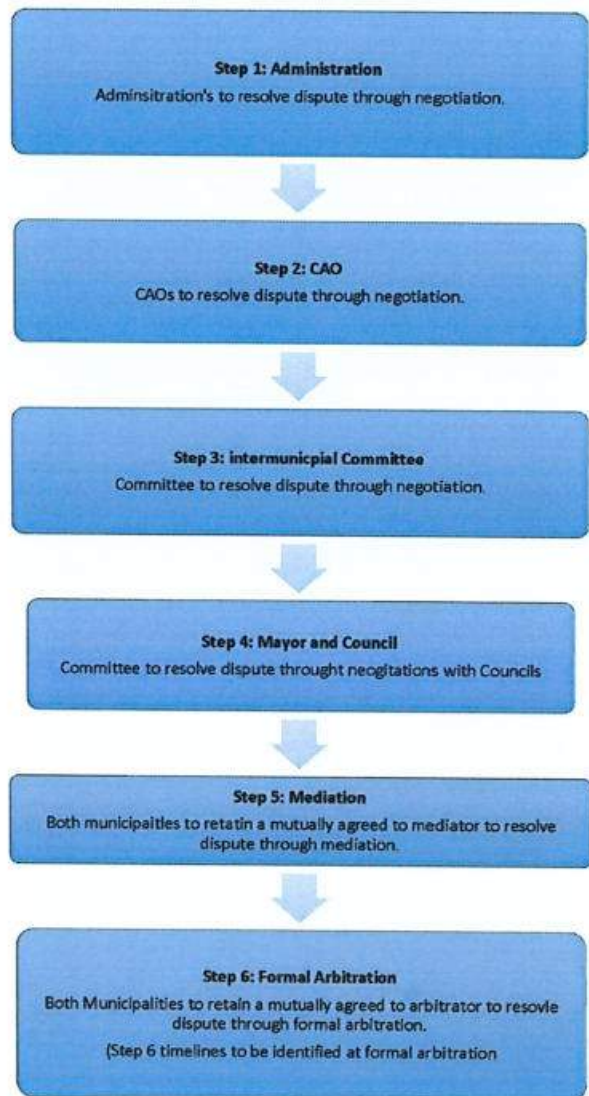 Step 1: Administration
Adminsitration's to resolve dispute through negotiation.
Step 2: CAO
CAOs to resolve dispute through negotiation.
Step 3: intermunicpial Committee
Committee to resolve dispute through negotiation.
Step 4: Mayor and Council
Committee to resolve dispute throught neogitations with Councils
Step 5: Mediation
Both municipaities to retatin a mutually agreed to mediator to resolve
dispute through mediation.
Step 6: Formal Arbitration
Both Municipalities to retain a mutually agreed to arbitrator to resovle
dispute through formal arbitration.
(Step 6 timelines to be identified at formal arbitration